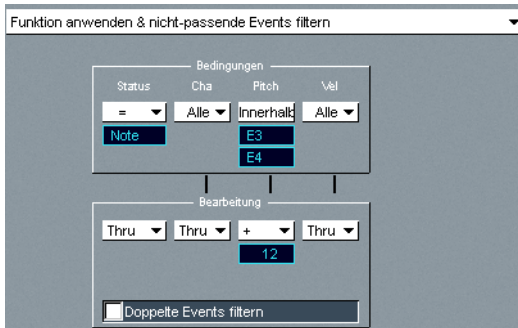 Funktion anwenden & nicht-passende Events filtern
Bedingungen
Status Cha Pitch Vel
= Alle Innerhalb Alle
Note E3
E4
Bearbeitung
Thru Thru + Thru
12
Doppelte Events filtern